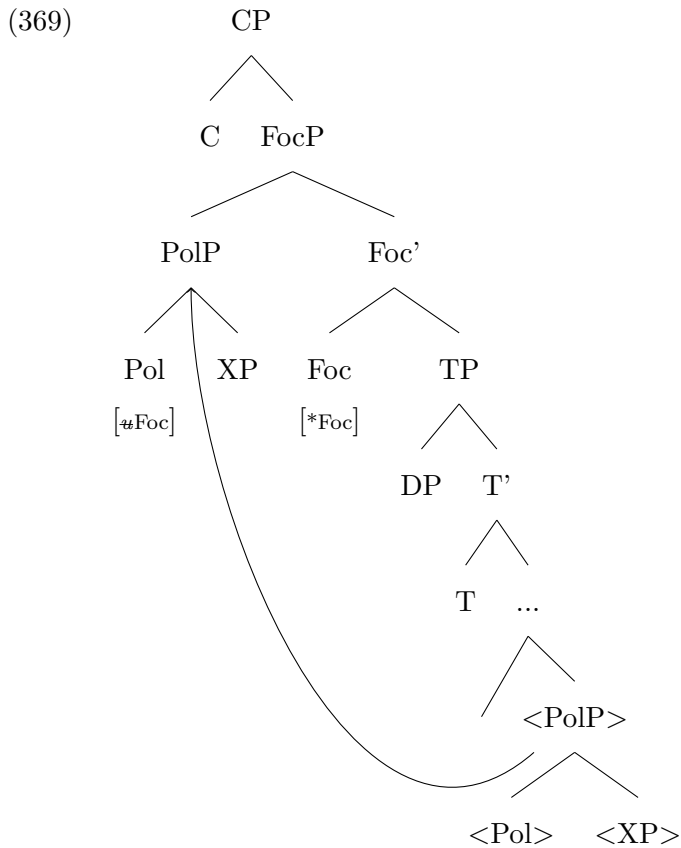 (369) CP
C FocP
PolP Foc’
Pol XP Foc TP
[uFoc] [*Foc]
DP T’
T ...
<PolP>
<Pol> <XP>